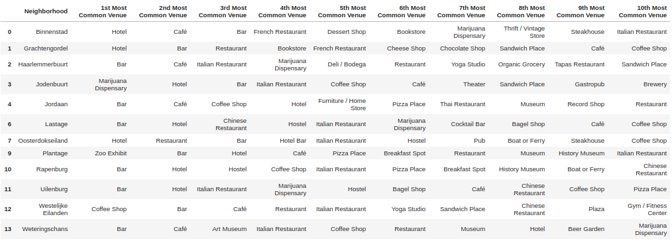 Neighborhood 1st Most Common Venue 2nd Most Common Venue 3rd Most Common Venue 4th Most Common Venue 5th Most Common Venue 6th Most Common Venue 7th Most Common Venue 8th Most Common Venue 9th Most Common Venue 10th Most Common Venue
0 Binnenstad Hotel Café Bar French Restaurant Dessert Shop Bookstore Marijuana Dispensary Thrift / Vintage Store Steakhouse Italian Restaurant
1 Grachtengordel Hotel Bar Restaurant Bookstore French Restaurant Cheese Shop Chocolate Shop Sandwich Place Café Coffee Shop
2 Haarlemmerbuurt Bar Café Italian Restaurant Marijuana Dispensary Deli / Bodega Restaurant Yoga Studio Organic Grocery Tapas Restaurant Sandwich Place
3 Jodenbuurt Marijuana Dispensary Hotel Bar Italian Restaurant Coffee Shop Café Theater Sandwich Place Gastropub Brewery
4 Jordaan Bar Café Coffee Shop Hotel Furniture / Home Store Pizza Place Thai Restaurant Museum Record Shop Restaurant
6 Lastage Bar Hotel Chinese Restaurant Hostel Italian Restaurant Marijuana Dispensary Cocktail Bar Bagel Shop Café Coffee Shop
7 Oosterdokseiland Hotel Restaurant Bar Hotel Bar Italian Restaurant Hostel Pub Boat or Ferry Steakhouse Coffee Shop
9 Plantage Zoo Exhibit Bar Hotel Café Pizza Place Breakfast Spot Restaurant Museum History Museum Italian Restaurant
10 Rapenburg Bar Hotel Hostel Coffee Shop Italian Restaurant Pizza Place Breakfast Spot History Museum Boat or Ferry Chinese Restaurant
11 Uilenburg Bar Hotel Italian Restaurant Marijuana Dispensary Hostel Bagel Shop Café Chinese Restaurant Coffee Shop Pizza Place
12 Westelijke Eilanden Coffee Shop Bar Café Restaurant Italian Restaurant Yoga Studio Sandwich Place Chinese Restaurant Plaza Gym / Fitness Center
13 Weteringschans Bar Café Art Museum Italian Restaurant Coffee Shop Restaurant Museum Hotel Beer Garden Marijuana Dispensary